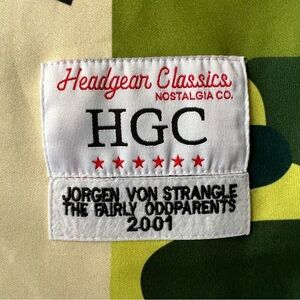 Headgear Classics
NOSTALGIA CO.
HGC
JORGEN VON STRANGLE
THE FAIRLY ODDPARENTS
2001